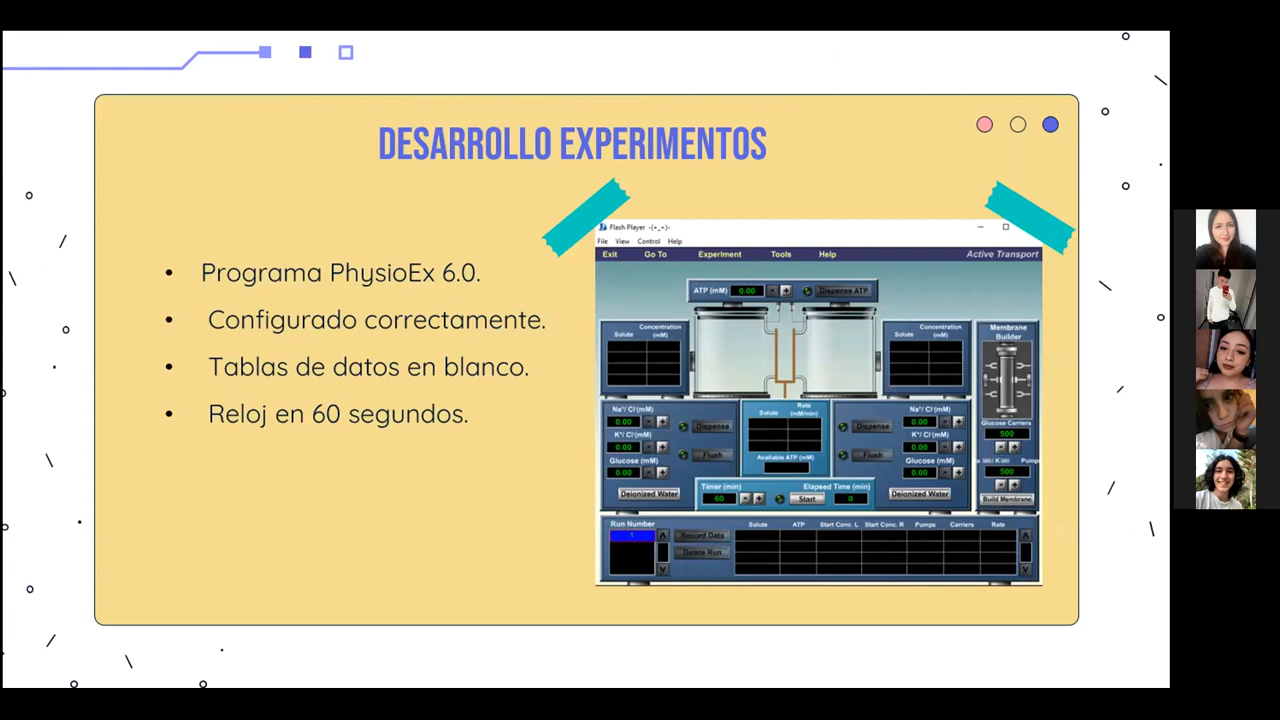 DESARROLLO EXPERIMENTOS
• Programa PhysioEx 6.0.
• Configurado correctamente.
• Tablas de datos en blanco.
• Reloj en 60 segundos.
Flash Player
File View Control Help
Exit Go To Experiment Tools Help Active Transport
ATP (mM) 0.00 - + Dispense ATP
Solute Concentration (mM)
Solute Concentration (mM)
Membrane Builder
Glucose Carriers
500
- +
Pump
500
- +
Build Membrane
Na+/ Cl (mM)
0.00 - + Dispense
K+/ Cl (mM)
0.00 - + Flush
Glucose (mM)
0.00 - +
Deionized Water
Solute Rate (mM/min)
Available ATP (mM)
Na+/ Cl (mM)
Dispense 0.00 - +
K+/ Cl (mM)
Flush 0.00 - +
Glucose (mM)
0.00 - +
Deionized Water
Timer (min) Elapsed Time (min)
60 - + Start 0
Run Number
1
Record Data
Delete Run
Solute ATP Start Conc. L Start Conc. R Pumps Carriers Rate